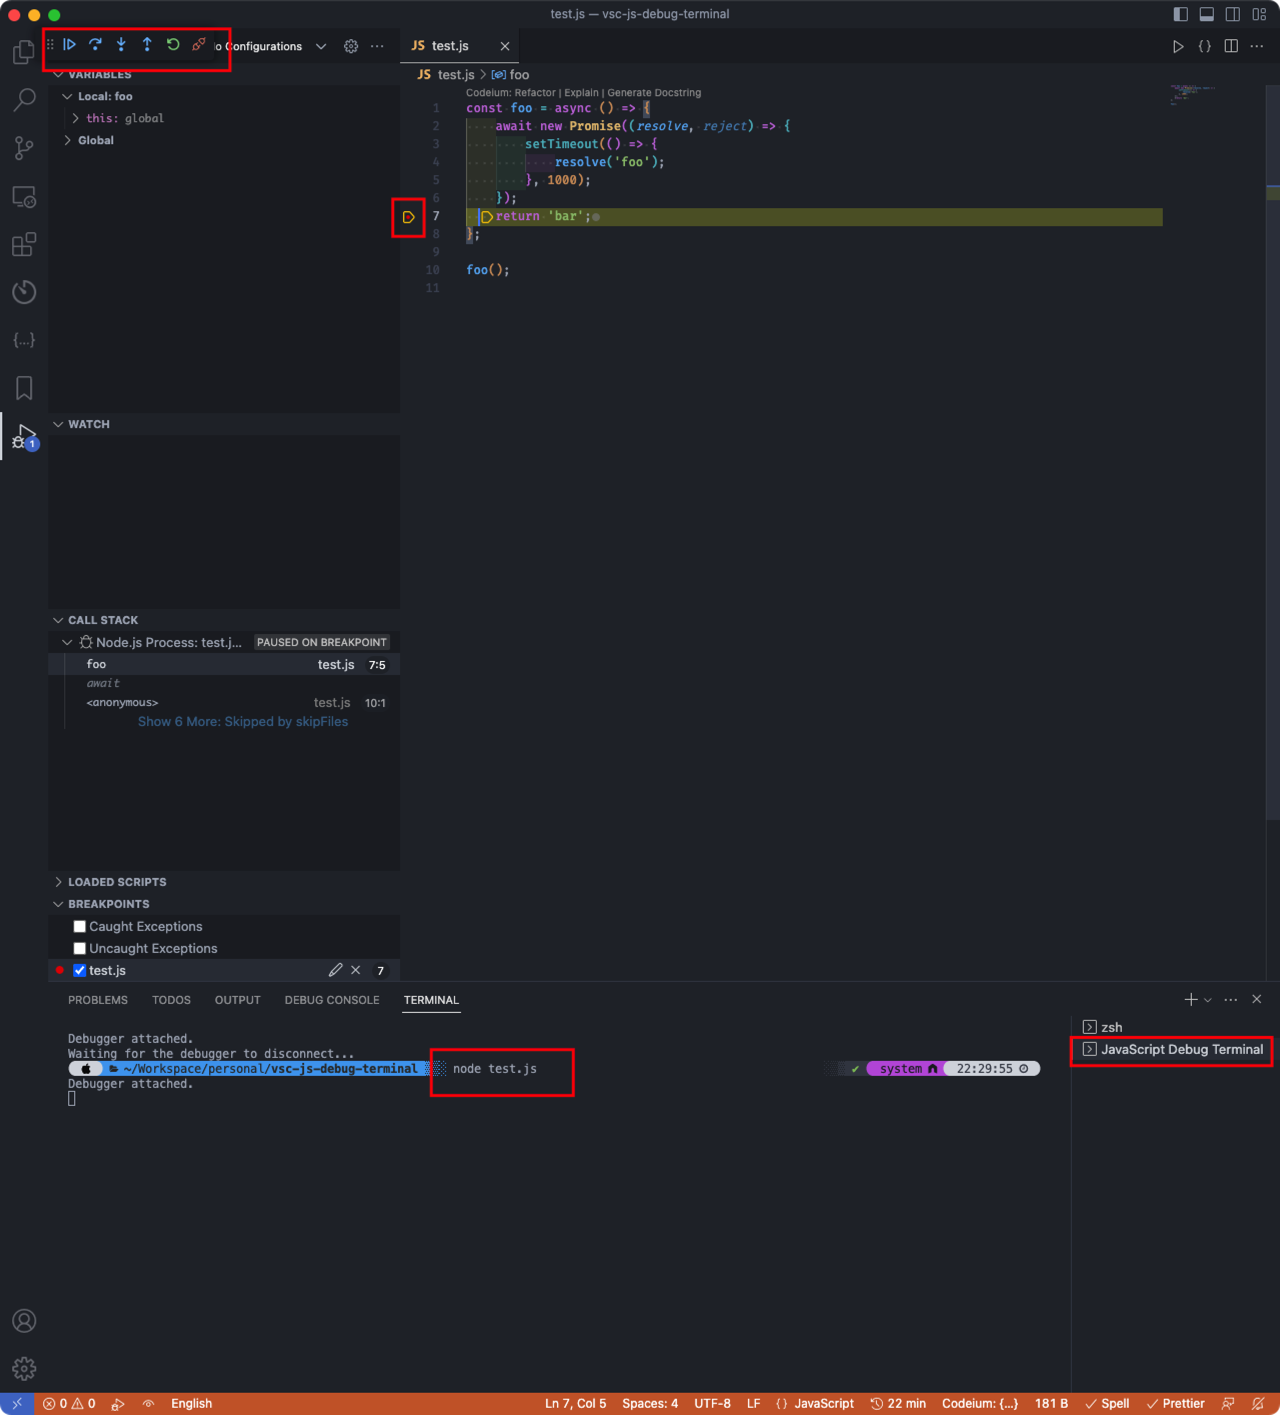 test.js — vsc-js-debug-terminal
o Configurations
JS test.js
VARIABLES
Local: foo
this: global
Global
JS test.js > foo
Codeium: Refactor | Explain | Generate Docstring
1 const foo = async () => {
2 await new Promise((resolve, reject) => {
3 setTimeout(() => {
4 resolve('foo');
5 }, 1000);
6 });
7 return 'bar';
8 };
9
10 foo();
11
WATCH
CALL STACK
Node.js Process: test.j... PAUSED ON BREAKPOINT
foo test.js 7:5
await
<anonymous> test.js 10:1
Show 6 More: Skipped by skipFiles
LOADED SCRIPTS
BREAKPOINTS
Caught Exceptions
Uncaught Exceptions
test.js 7
1
PROBLEMS TODOS OUTPUT DEBUG CONSOLE TERMINAL
Debugger attached.
Waiting for the debugger to disconnect...
~/Workspace/personal/vsc-js-debug-terminal node test.js ✔ system 22:29:55
Debugger attached.
zsh
JavaScript Debug Terminal
0 0 English Ln 7, Col 5 Spaces: 4 UTF-8 LF {} JavaScript 22 min Codeium: {...} 181 B ✓ Spell ✓ Prettier